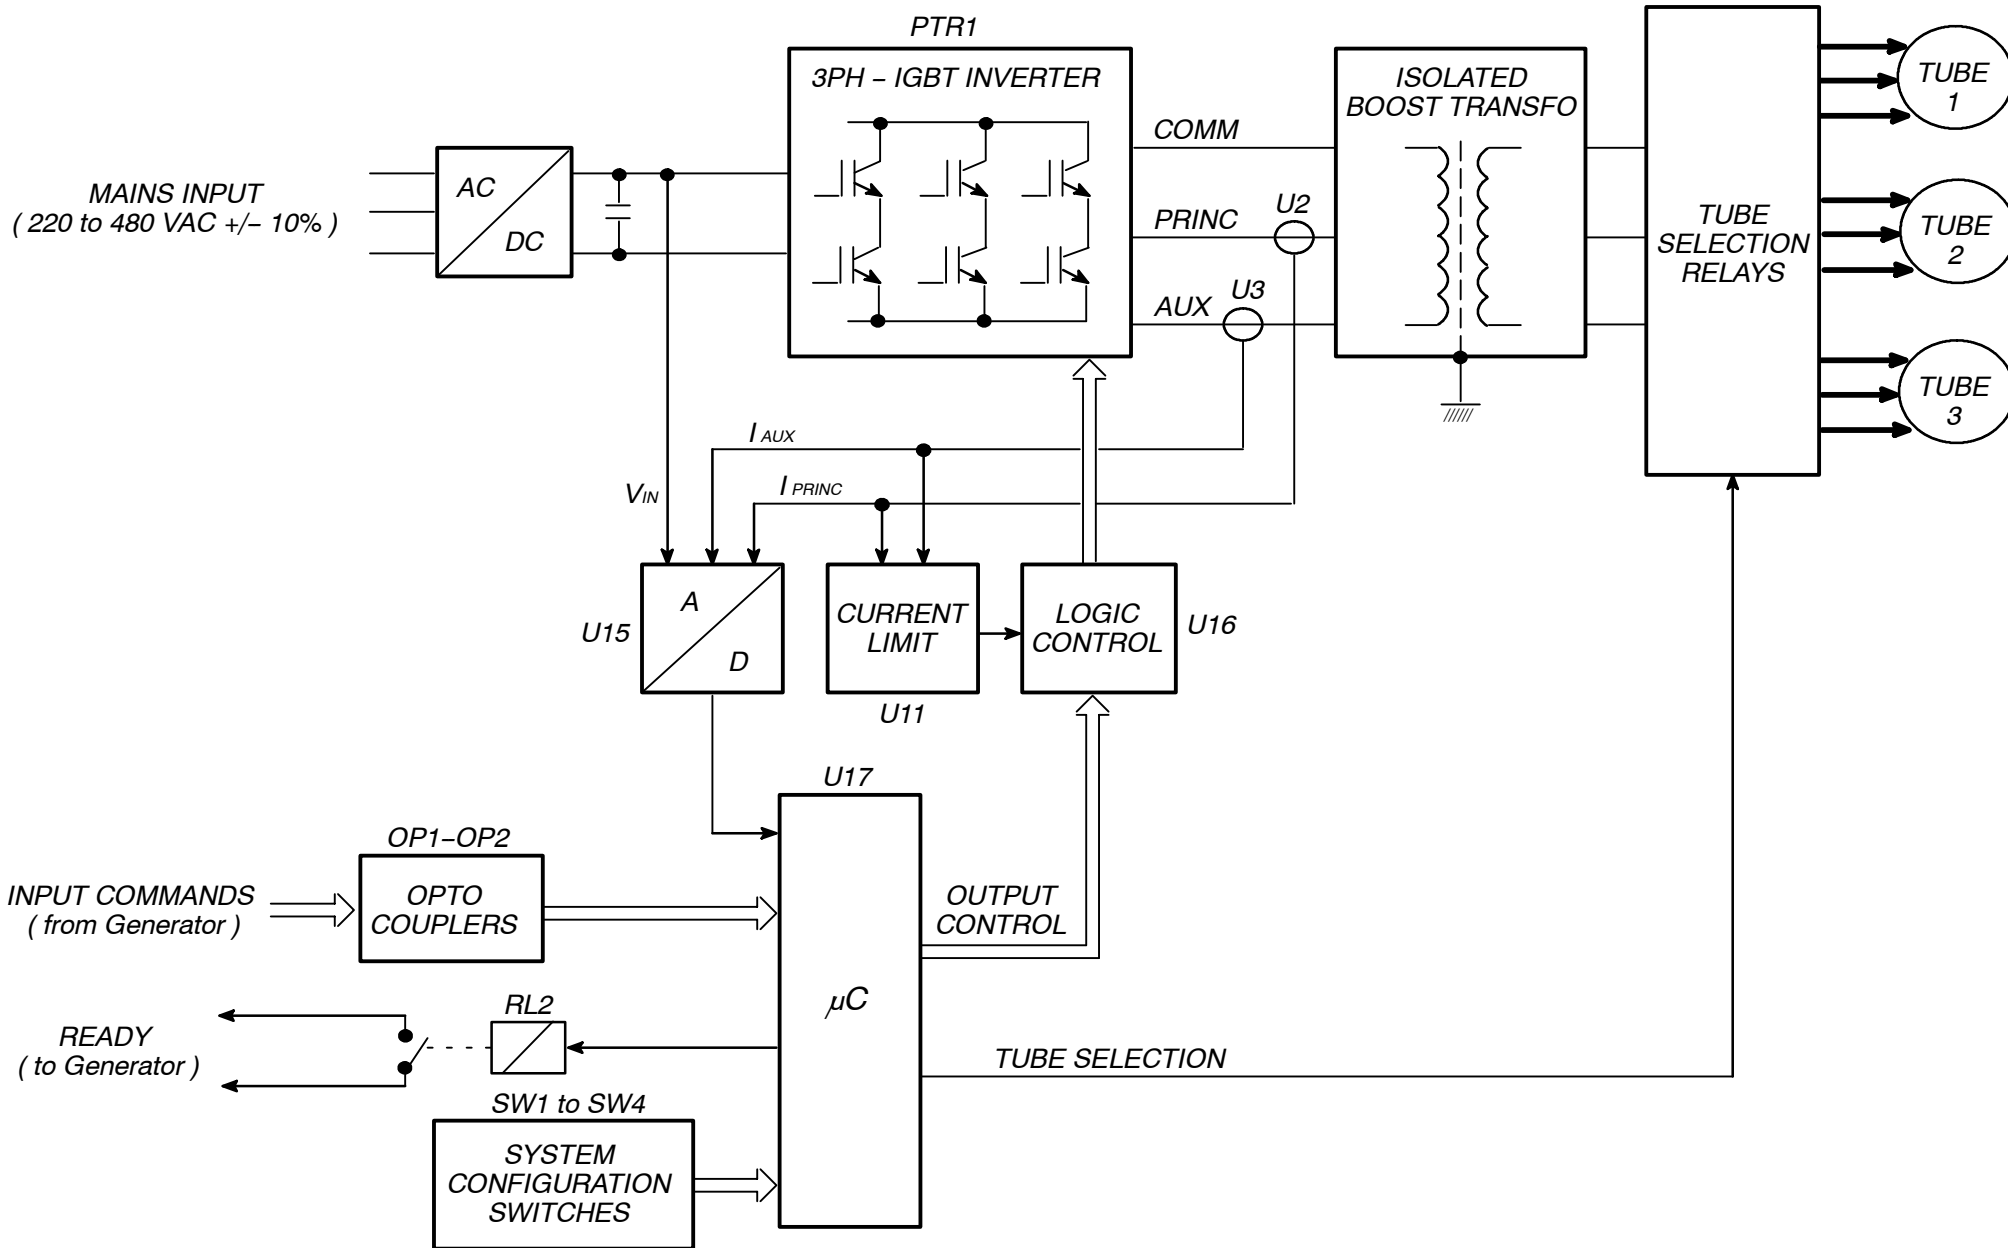 PTR1
3PH – IGBT INVERTER
ISOLATED
BOOST TRANSFO
TUBE
1
MAINS INPUT
( 220 to 480 VAC +/– 10% )
AC
DC
COMM
PRINC
U2
AUX
U3
TUBE
SELECTION
RELAYS
TUBE
2
TUBE
3
I AUX
I PRINC
VIN
A
D
U15
CURRENT
LIMIT
U11
LOGIC
CONTROL
U16
U17
OP1–OP2
INPUT COMMANDS
( from Generator )
OPTO
COUPLERS
OUTPUT
CONTROL
µC
READY
( to Generator )
RL2
TUBE SELECTION
SW1 to SW4
SYSTEM
CONFIGURATION
SWITCHES